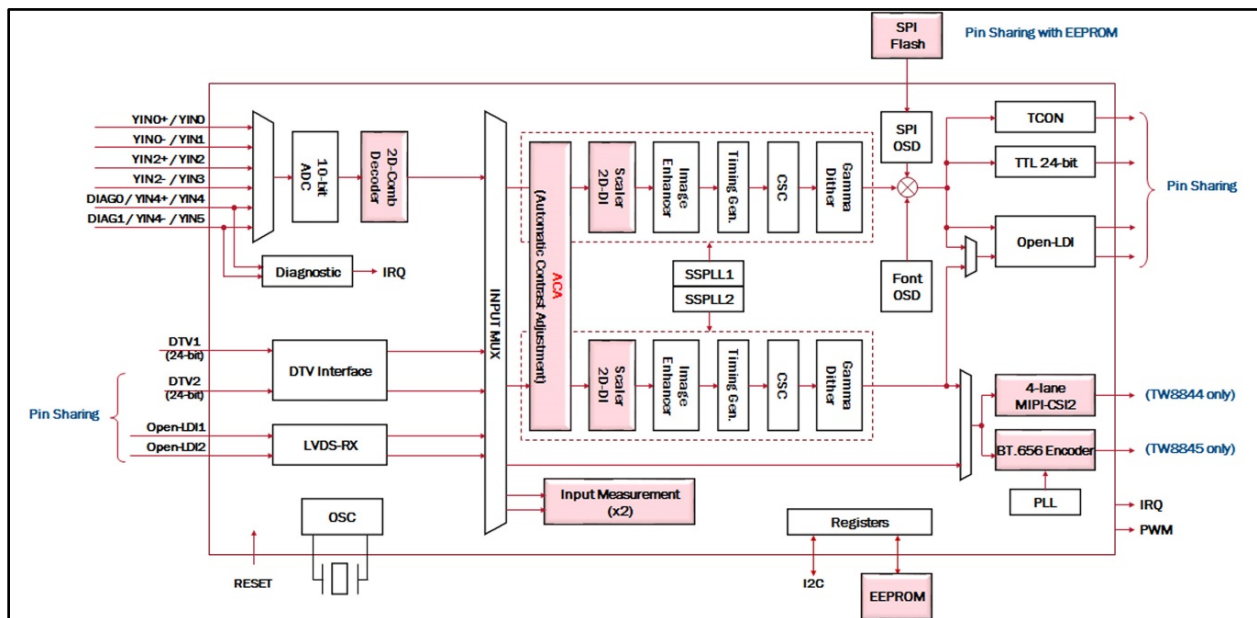 SPI
Flash
Pin Sharing with EEPROM
YIN0+ / YIN0
YIN0- / YIN1
YIN2+ / YIN2
YIN2- / YIN3
DIAG0 / YIN4+ / YIN4
DIAG1 / YIN4- / YIN5
10-bit
ADC
2D-Comb
Decoder
Diagnostic
IRQ
DTV1
(24-bit)
DTV2
(24-bit)
Pin Sharing
Open-LDI1
Open-LDI2
DTV Interface
LVDS-RX
INPUT MUX
ACA
(Automatic Contrast Adjustment)
Scaler
2D-DI
Image
Enhancer
Timing Gen.
CSC
Gamma
Dither
SSPLL1
SSPLL2
Scaler
2D-DI
Image
Enhancer
Timing Gen.
CSC
Gamma
Dither
SPI
OSD
Font
OSD
TCON
TTL 24-bit
Open-LDI
Pin Sharing
4-lane
MIPI-CSI2
(TW8844 only)
BT.656 Encoder
(TW8845 only)
PLL
IRQ
PWM
Input Measurement
(x2)
OSC
RESET
Registers
I2C
EEPROM